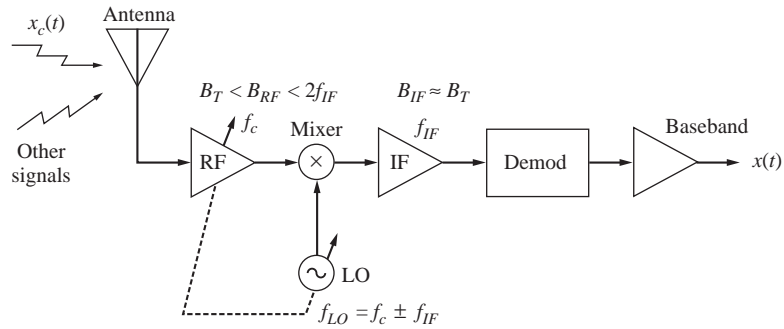 Antenna
x_c(t)
B_T < B_RF < 2f_IF
B_IF ≈ B_T
f_c
Mixer
f_IF
Baseband
Other
signals
RF
×
IF
Demod
x(t)
LO
f_LO = f_c ± f_IF